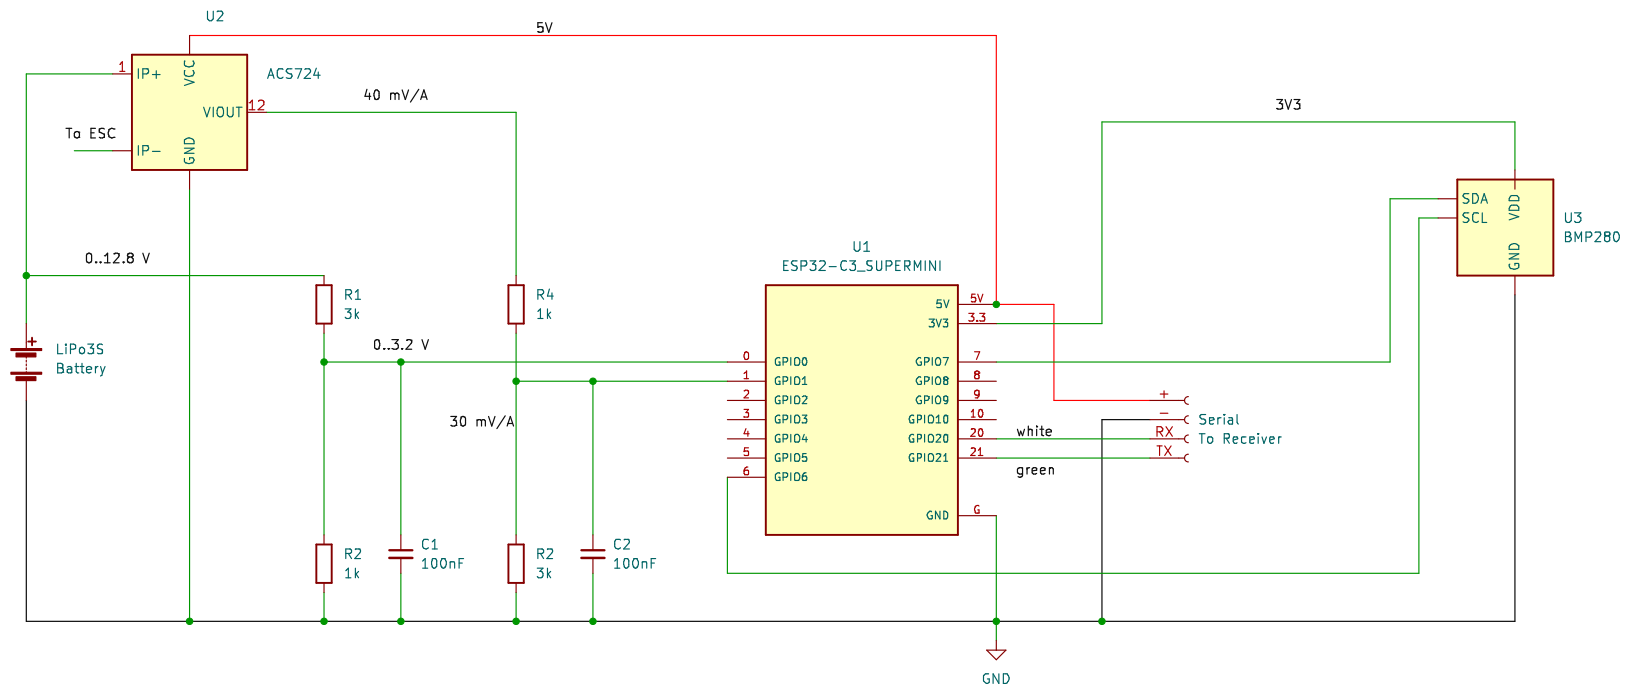 U2
5V
1
IP+
VCC
ACS724
40 mV/A
12
VIOUT
3V3
To ESC
IP-
GND
SDA
SCL
VDD
GND
U3
BMP280
0..12.8 V
U1
ESP32-C3_SUPERMINI
R1
3k
R4
1k
5V
5V
3V3
3.3
LiPo3S
Battery
+
0..3.2 V
0
GPIO0
GPIO7
7
1
GPIO1
GPIO8
8
2
GPIO2
GPIO9
9
+
3
GPIO3
GPIO10
10
−
Serial
30 mV/A
4
GPIO4
GPIO20
20
white
RX
To Receiver
5
GPIO5
GPIO21
21
TX
6
GPIO6
green
GND
G
R2
1k
C1
100nF
R2
3k
C2
100nF
GND